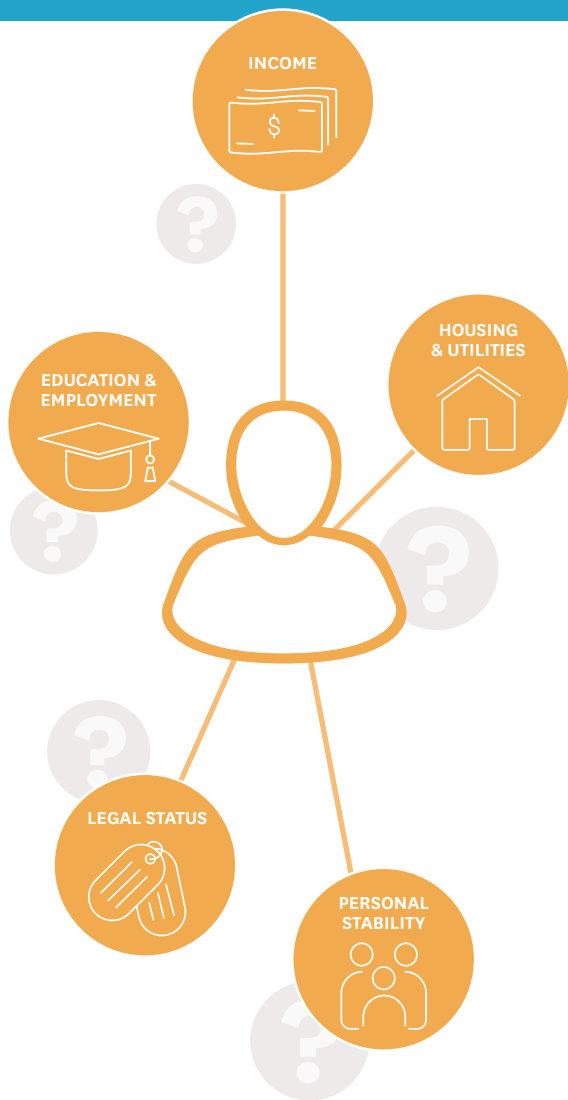 INCOME
$
?
HOUSING
& UTILITIES
EDUCATION &
EMPLOYMENT
?
?
?
LEGAL STATUS
PERSONAL
STABILITY
?